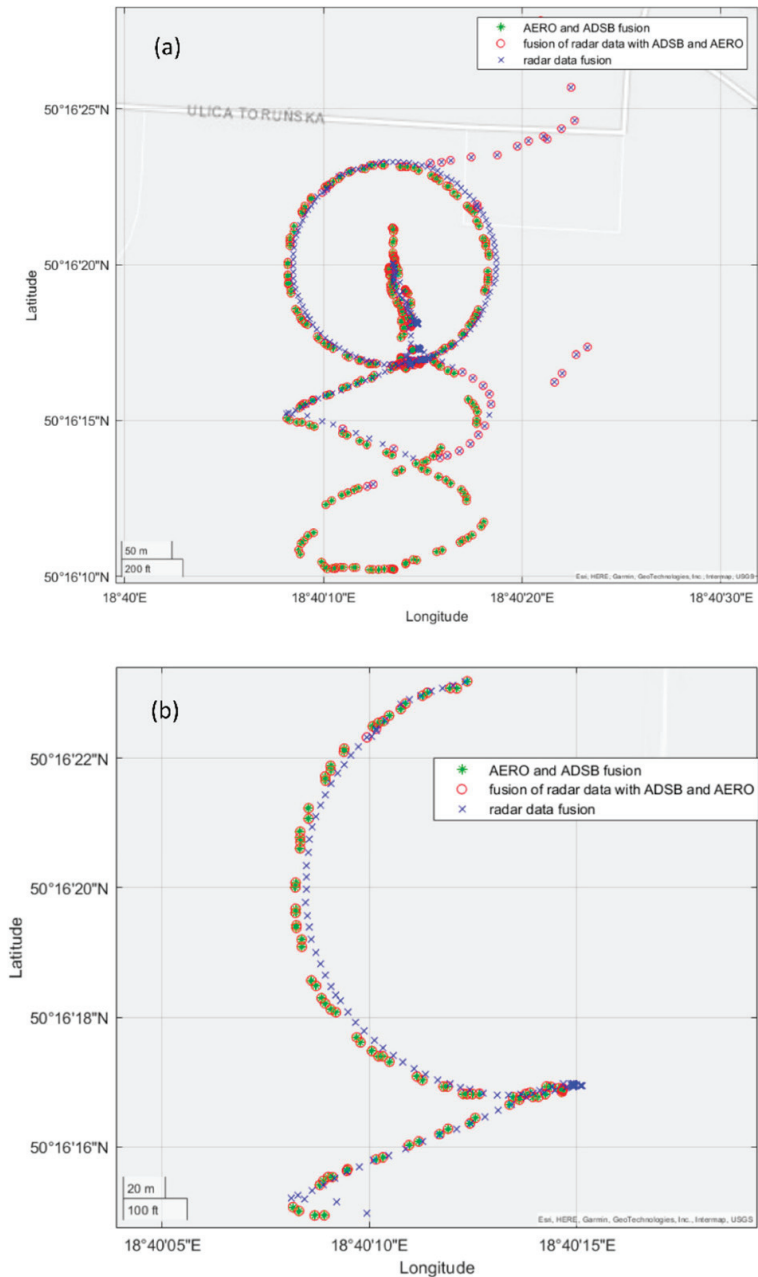 (a)
AERO and ADSB fusion
fusion of radar data with ADSB and AERO
radar data fusion
50°16'25"N
ULICA TORUŃSKA
50°16'20"N
Latitude
50°16'15"N
50 m
200 ft
50°16'10"N
Esri, HERE, Garmin, GeoTechnologies, Inc., Intermap, USGS
18°40'E
18°40'10"E
18°40'20"E
18°40'30"E
Longitude
(b)
50°16'22"N
AERO and ADSB fusion
fusion of radar data with ADSB and AERO
radar data fusion
50°16'20"N
Latitude
50°16'18"N
50°16'16"N
20 m
100 ft
Esri, HERE, Garmin, GeoTechnologies, Inc., Intermap, USGS
18°40'05"E
18°40'10"E
18°40'15"E
Longitude